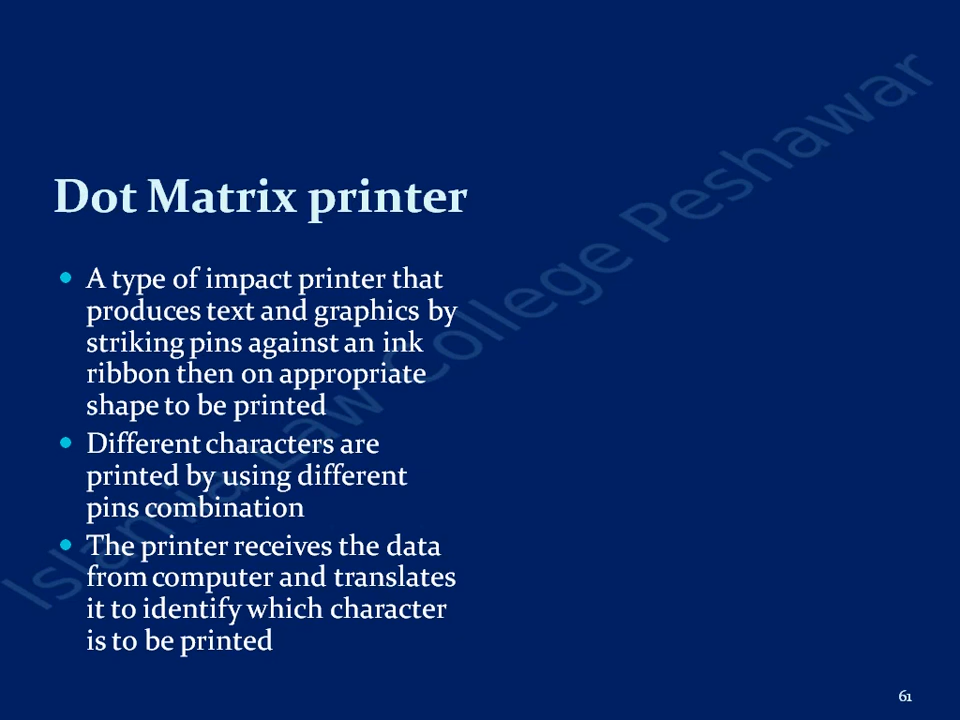 Islamia Law College Peshawar
Dot Matrix printer
• A type of impact printer that
produces text and graphics by
striking pins against an ink
ribbon then on appropriate
shape to be printed
• Different characters are
printed by using different
pins combination
• The printer receives the data
from computer and translates
it to identify which character
is to be printed
61